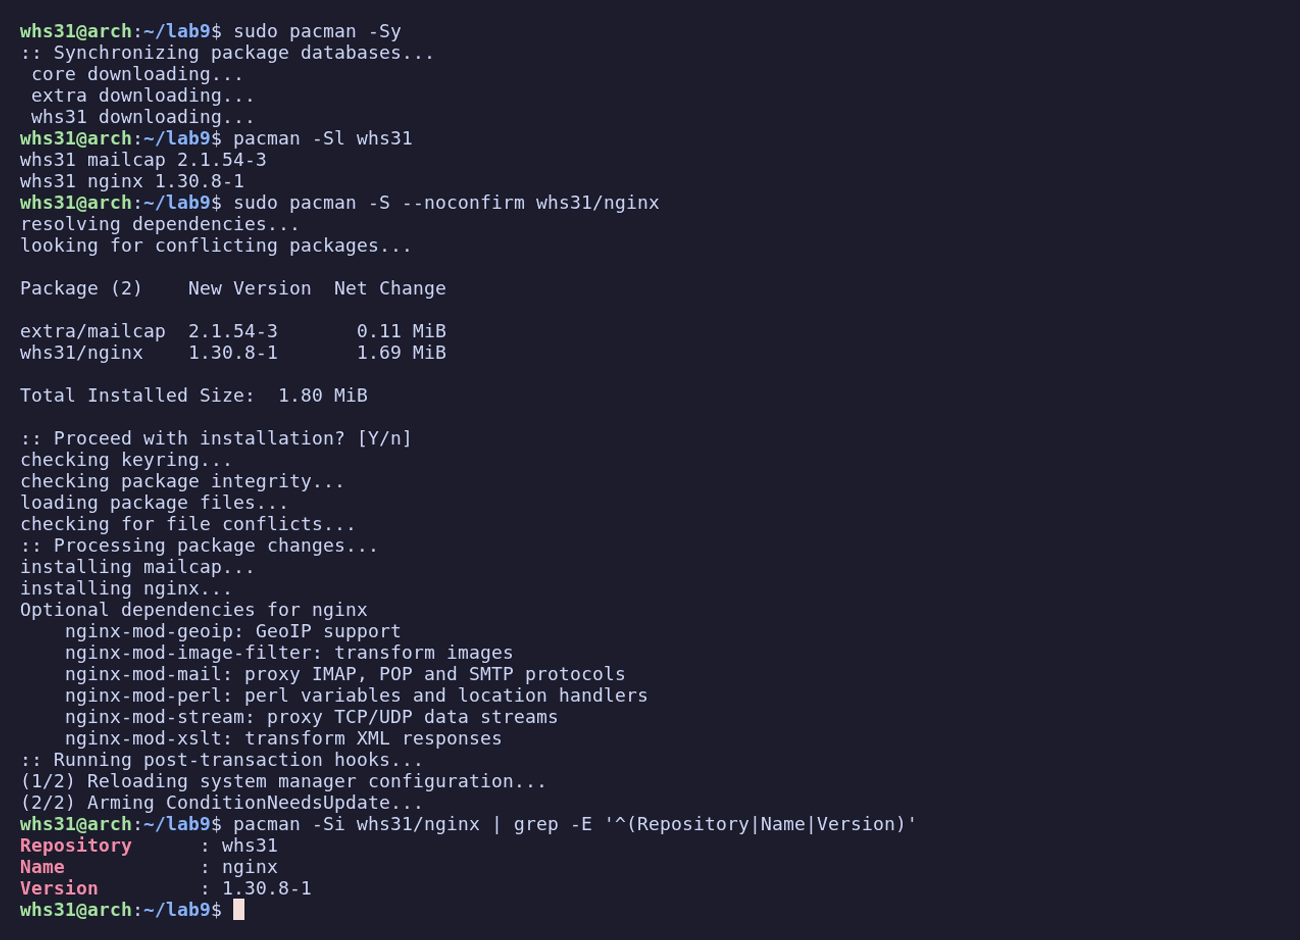 whs31@arch:~/lab9$ sudo pacman -Sy
:: Synchronizing package databases...
 core downloading...
 extra downloading...
 whs31 downloading...
whs31@arch:~/lab9$ pacman -Sl whs31
whs31 mailcap 2.1.54-3
whs31 nginx 1.30.8-1
whs31@arch:~/lab9$ sudo pacman -S --noconfirm whs31/nginx
resolving dependencies...
looking for conflicting packages...

Package (2)    New Version  Net Change

extra/mailcap  2.1.54-3       0.11 MiB
whs31/nginx    1.30.8-1       1.69 MiB

Total Installed Size:  1.80 MiB

:: Proceed with installation? [Y/n]
checking keyring...
checking package integrity...
loading package files...
checking for file conflicts...
:: Processing package changes...
installing mailcap...
installing nginx...
Optional dependencies for nginx
    nginx-mod-geoip: GeoIP support
    nginx-mod-image-filter: transform images
    nginx-mod-mail: proxy IMAP, POP and SMTP protocols
    nginx-mod-perl: perl variables and location handlers
    nginx-mod-stream: proxy TCP/UDP data streams
    nginx-mod-xslt: transform XML responses
:: Running post-transaction hooks...
(1/2) Reloading system manager configuration...
(2/2) Arming ConditionNeedsUpdate...
whs31@arch:~/lab9$ pacman -Si whs31/nginx | grep -E '^(Repository|Name|Version)'
Repository      : whs31
Name            : nginx
Version         : 1.30.8-1
whs31@arch:~/lab9$